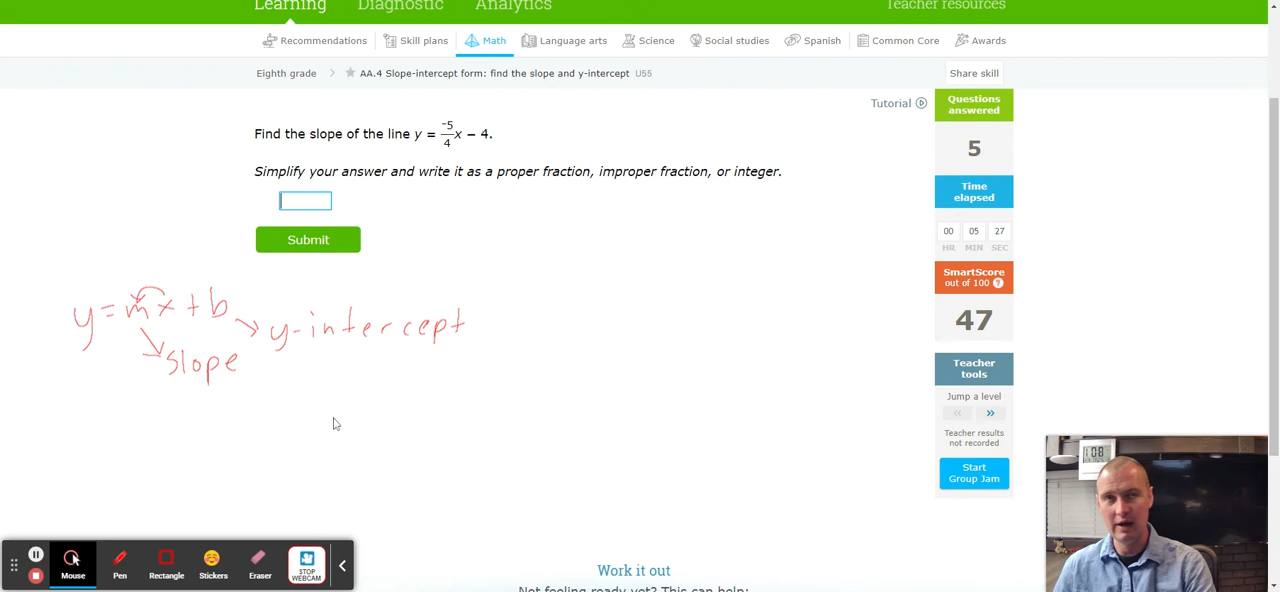 Learning Diagnostic Analytics Teacher resources
Recommendations Skill plans Math Language arts Science Social studies Spanish Common Core Awards
Eighth grade > AA.4 Slope-intercept form: find the slope and y-intercept U55 Share skill
Tutorial
Questions answered
5
Find the slope of the line y = -5/4 x − 4.
Simplify your answer and write it as a proper fraction, improper fraction, or integer.
Submit
Time elapsed
00 05 27
HR MIN SEC
SmartScore
out of 100 ?
47
y=mx+b
y-intercept
slope
Teacher tools
Jump a level
<< >>
Teacher results not recorded
Start Group Jam
1:08
Work it out
Not feeling ready yet? This can help:
Mouse Pen Rectangle Stickers Eraser STOP WEBCAM